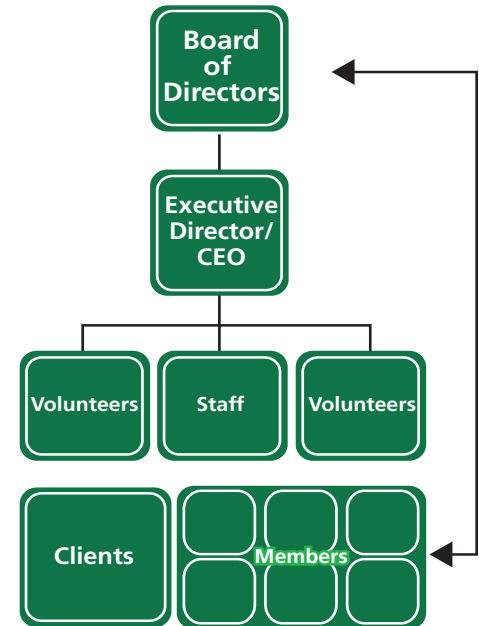 Board
of
Directors
Executive
Director/
CEO
Volunteers
Staff
Volunteers
Clients
Members